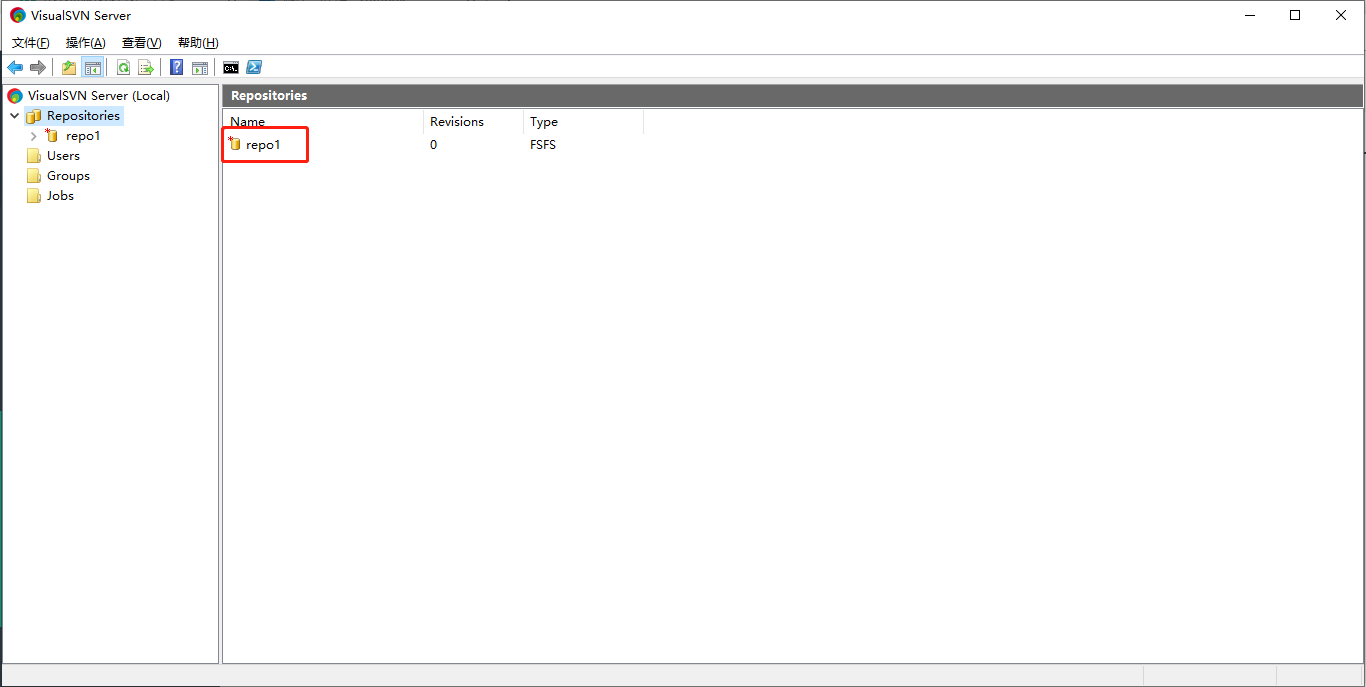 VisualSVN Server
文件(F) 操作(A) 查看(V) 帮助(H)
VisualSVN Server (Local)
Repositories
repo1
Users
Groups
Jobs
Repositories
Name Revisions Type
repo1 0 FSFS